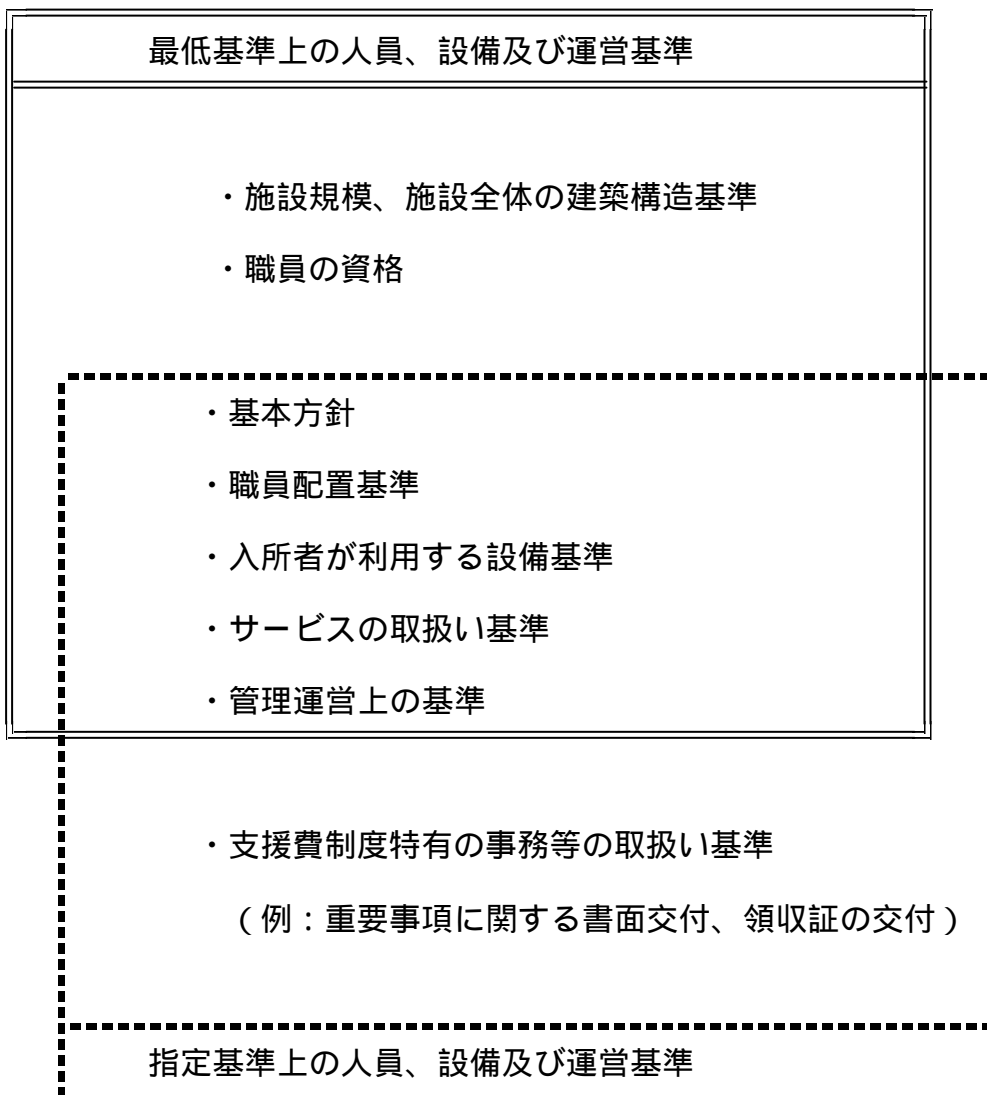 最低基準上の人員、設備及び運営基準
・施設規模、施設全体の建築構造基準
・職員の資格
・基本方針
・職員配置基準
・入所者が利用する設備基準
・サービスの取扱い基準
・管理運営上の基準
・支援費制度特有の事務等の取扱い基準
(例:重要事項に関する書面交付、領収証の交付)
指定基準上の人員、設備及び運営基準